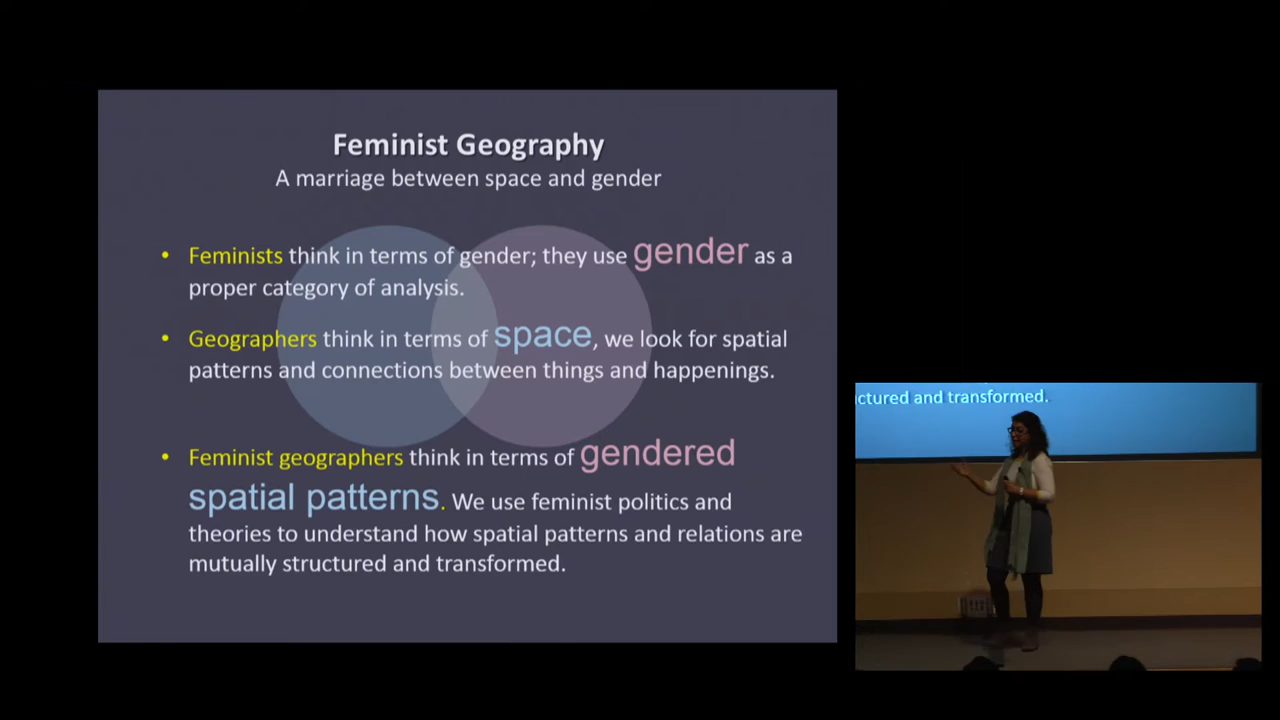 Feminist Geography
A marriage between space and gender
• Feminists think in terms of gender; they use gender as a
proper category of analysis.
• Geographers think in terms of space, we look for spatial
patterns and connections between things and happenings.
• Feminist geographers think in terms of gendered
spatial patterns. We use feminist politics and
theories to understand how spatial patterns and relations are
mutually structured and transformed.
ctured and transformed.